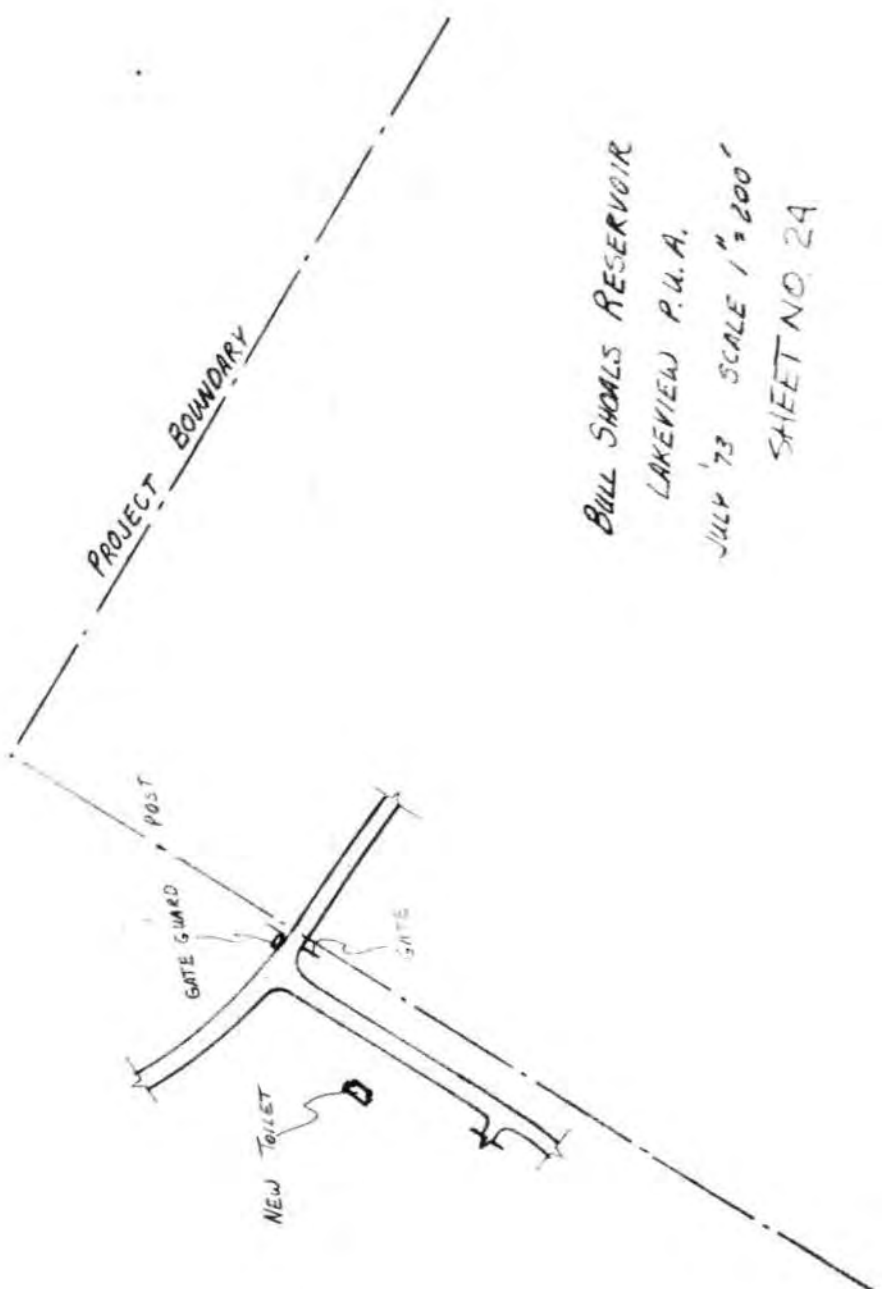 PROJECT BOUNDARY
POST
GATE GUARD
GATE
NEW TOILET
BULL SHOALS RESERVOIR
LAKEVIEW P.U.A.
JULY '73 SCALE 1" = 200'
SHEET NO. 24